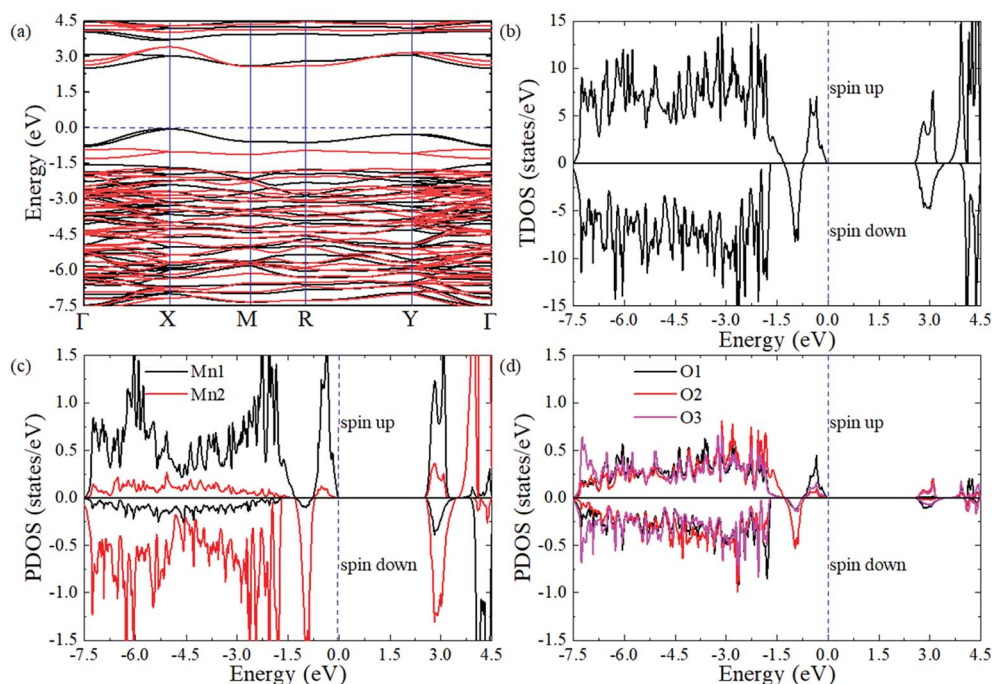 (a)
4.5
3.0
1.5
0.0
-1.5
-3.0
-4.5
-6.0
-7.5
Energy (eV)
Γ X M R Y Γ
(b)
15
10
5
0
-5
-10
-15
TDOS (states/eV)
spin up
spin down
-7.5 -6.0 -4.5 -3.0 -1.5 0.0 1.5 3.0 4.5
Energy (eV)
(c)
1.5
1.0
0.5
0.0
-0.5
-1.0
-1.5
PDOS (states/eV)
Mn1
Mn2
spin up
spin down
-7.5 -6.0 -4.5 -3.0 -1.5 0.0 1.5 3.0 4.5
Energy (eV)
(d)
1.5
1.0
0.5
0.0
-0.5
-1.0
-1.5
PDOS (states/eV)
O1
O2
O3
spin up
spin down
-7.5 -6.0 -4.5 -3.0 -1.5 0.0 1.5 3.0 4.5
Energy (eV)